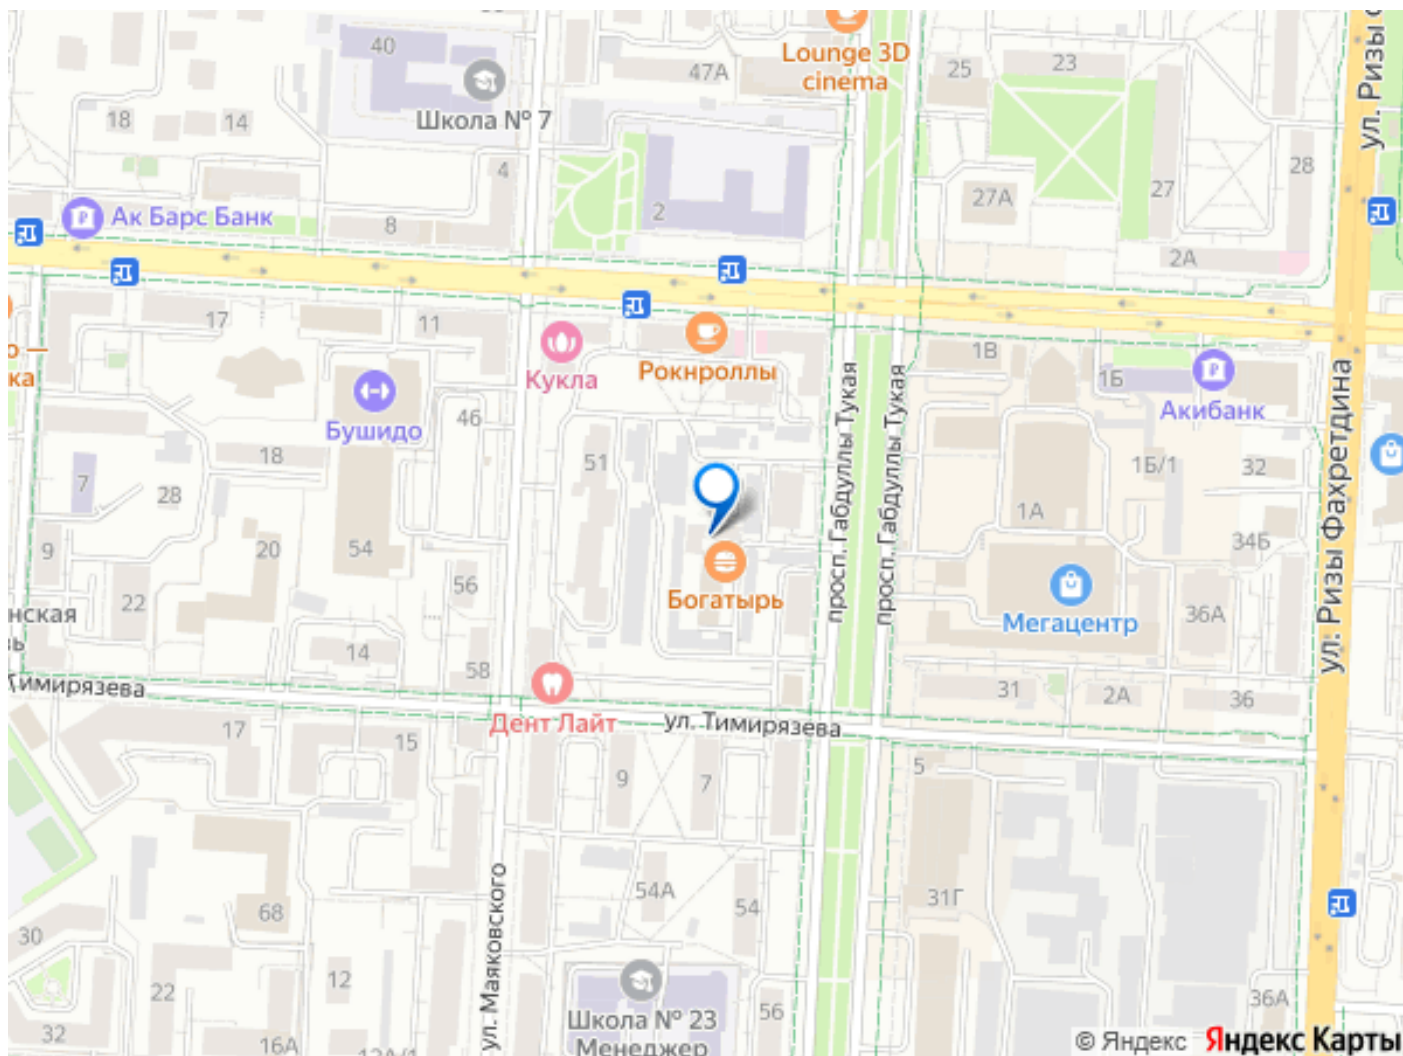 40
Школа № 7
47А
Lounge 3D
cinema
25
23
ул. Ризы
18
14
4
8
2
27А
27
28
2А
Ак Барс Банк
17
11
Кукла
Рокнроллы
1В
1Б
Акибанк
ка
Бушидо
46
18
7
28
51
1Б/1
32
1А
34Б
9
20
54
56
22
14
58
Богатырь
просп. Габдуллы Тукая
просп. Габдуллы Тукая
Мегацентр
36А
ул. Ризы Фахретдина
нская
Тимирязева
Дент Лайт
ул. Тимирязева
31
2А
36
17
15
9
7
5
ул. Маяковского
54А
54
31Г
68
30
12
22
32
16А
Школа № 23
Менеджер
56
36А
© Яндекс Яндекс Карты